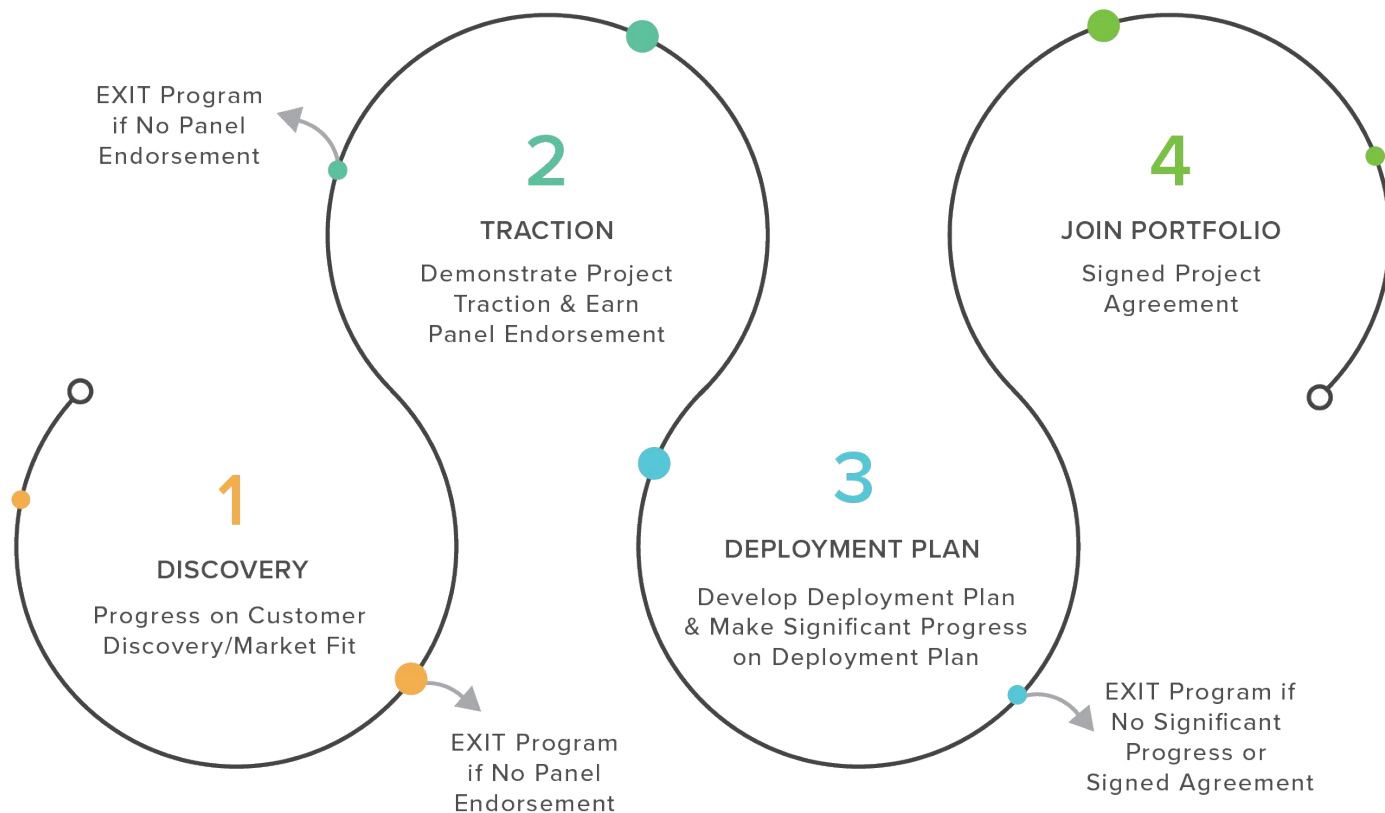 1
DISCOVERY
Progress on Customer
Discovery/Market Fit
EXIT Program
if No Panel
Endorsement
EXIT Program
if No Panel
Endorsement
2
TRACTION
Demonstrate Project
Traction & Earn
Panel Endorsement
3
DEPLOYMENT PLAN
Develop Deployment Plan
& Make Significant Progress
on Deployment Plan
EXIT Program if
No Significant
Progress or
Signed Agreement
4
JOIN PORTFOLIO
Signed Project
Agreement